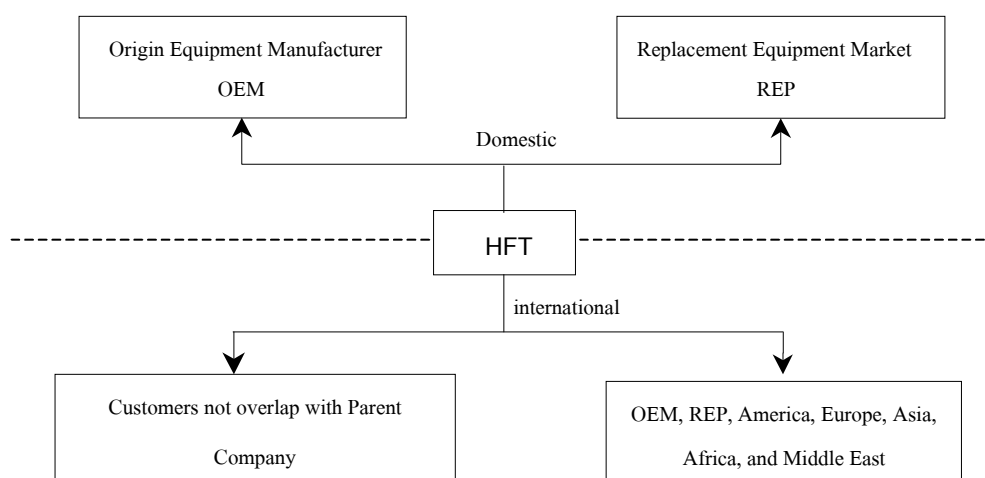 Origin Equipment Manufacturer
OEM
Replacement Equipment Market
REP
Domestic
HFT
international
Customers not overlap with Parent
Company
OEM, REP, America, Europe, Asia,
Africa, and Middle East